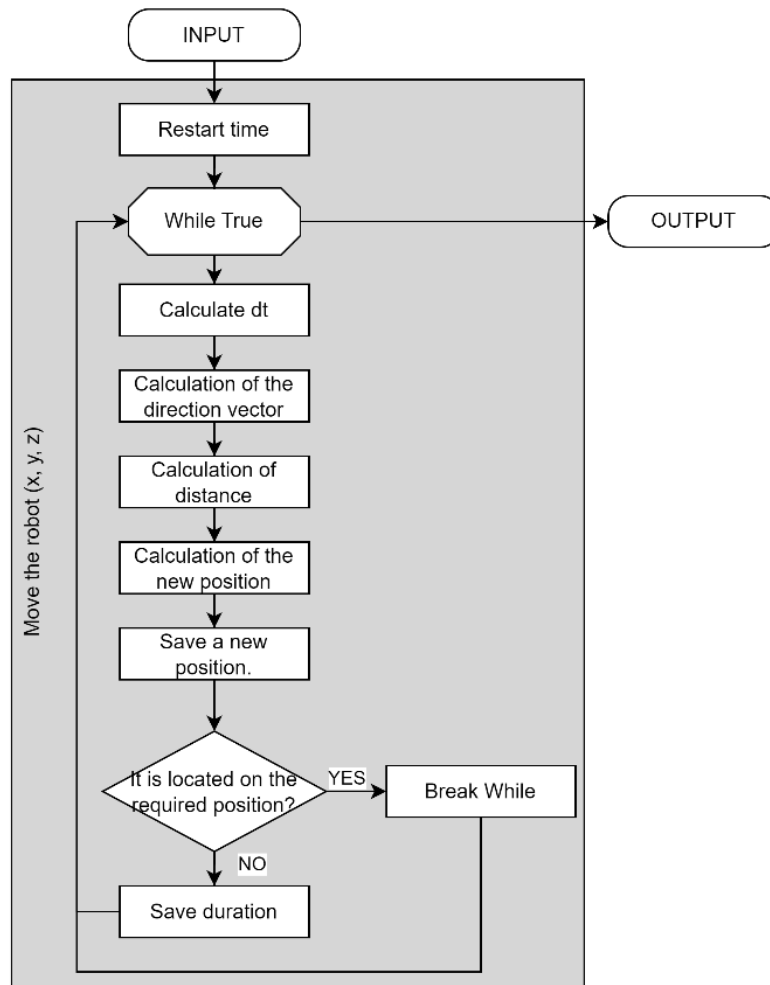 INPUT
Restart time
While True
OUTPUT
Calculate dt
Calculation of the
direction vector
Calculation of
distance
Calculation of the
new position
Save a new
position.
It is located on the
required position?
YES
Break While
NO
Save duration
Move the robot (x, y, z)